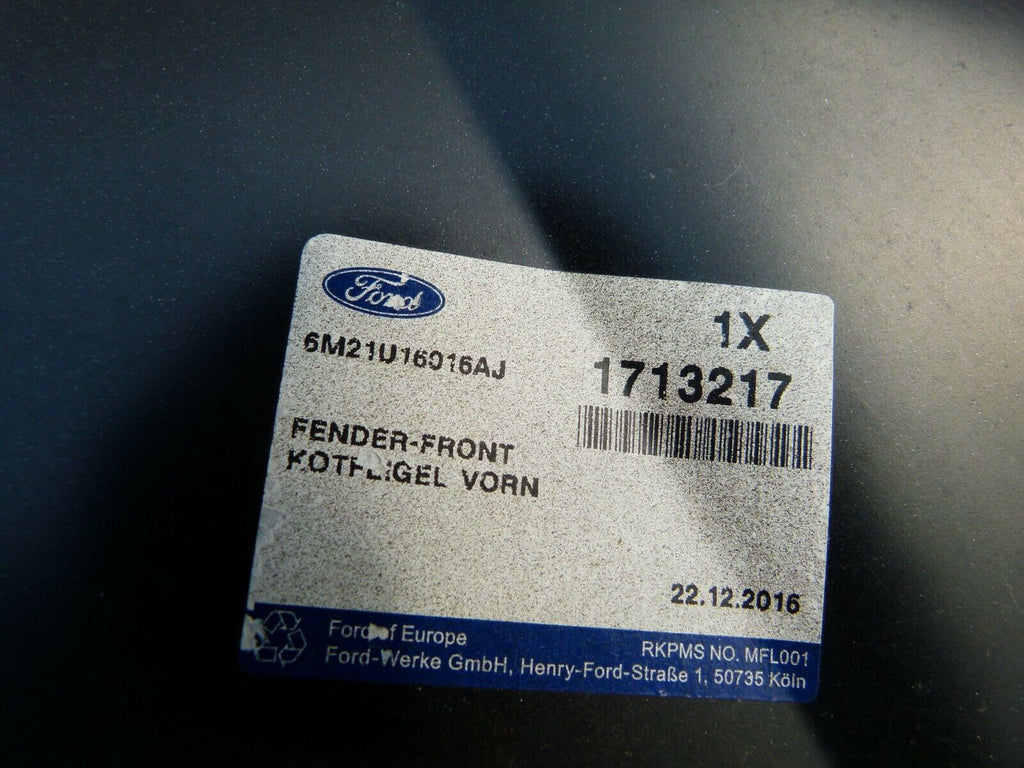 Ford
1X
6M21U16016AJ
1713217
FENDER-FRONT
KOTFLÜGEL VORN
22.12.2016
Ford of Europe
RKPMS NO. MFL001
Ford-Werke GmbH, Henry-Ford-Straße 1, 50735 Köln